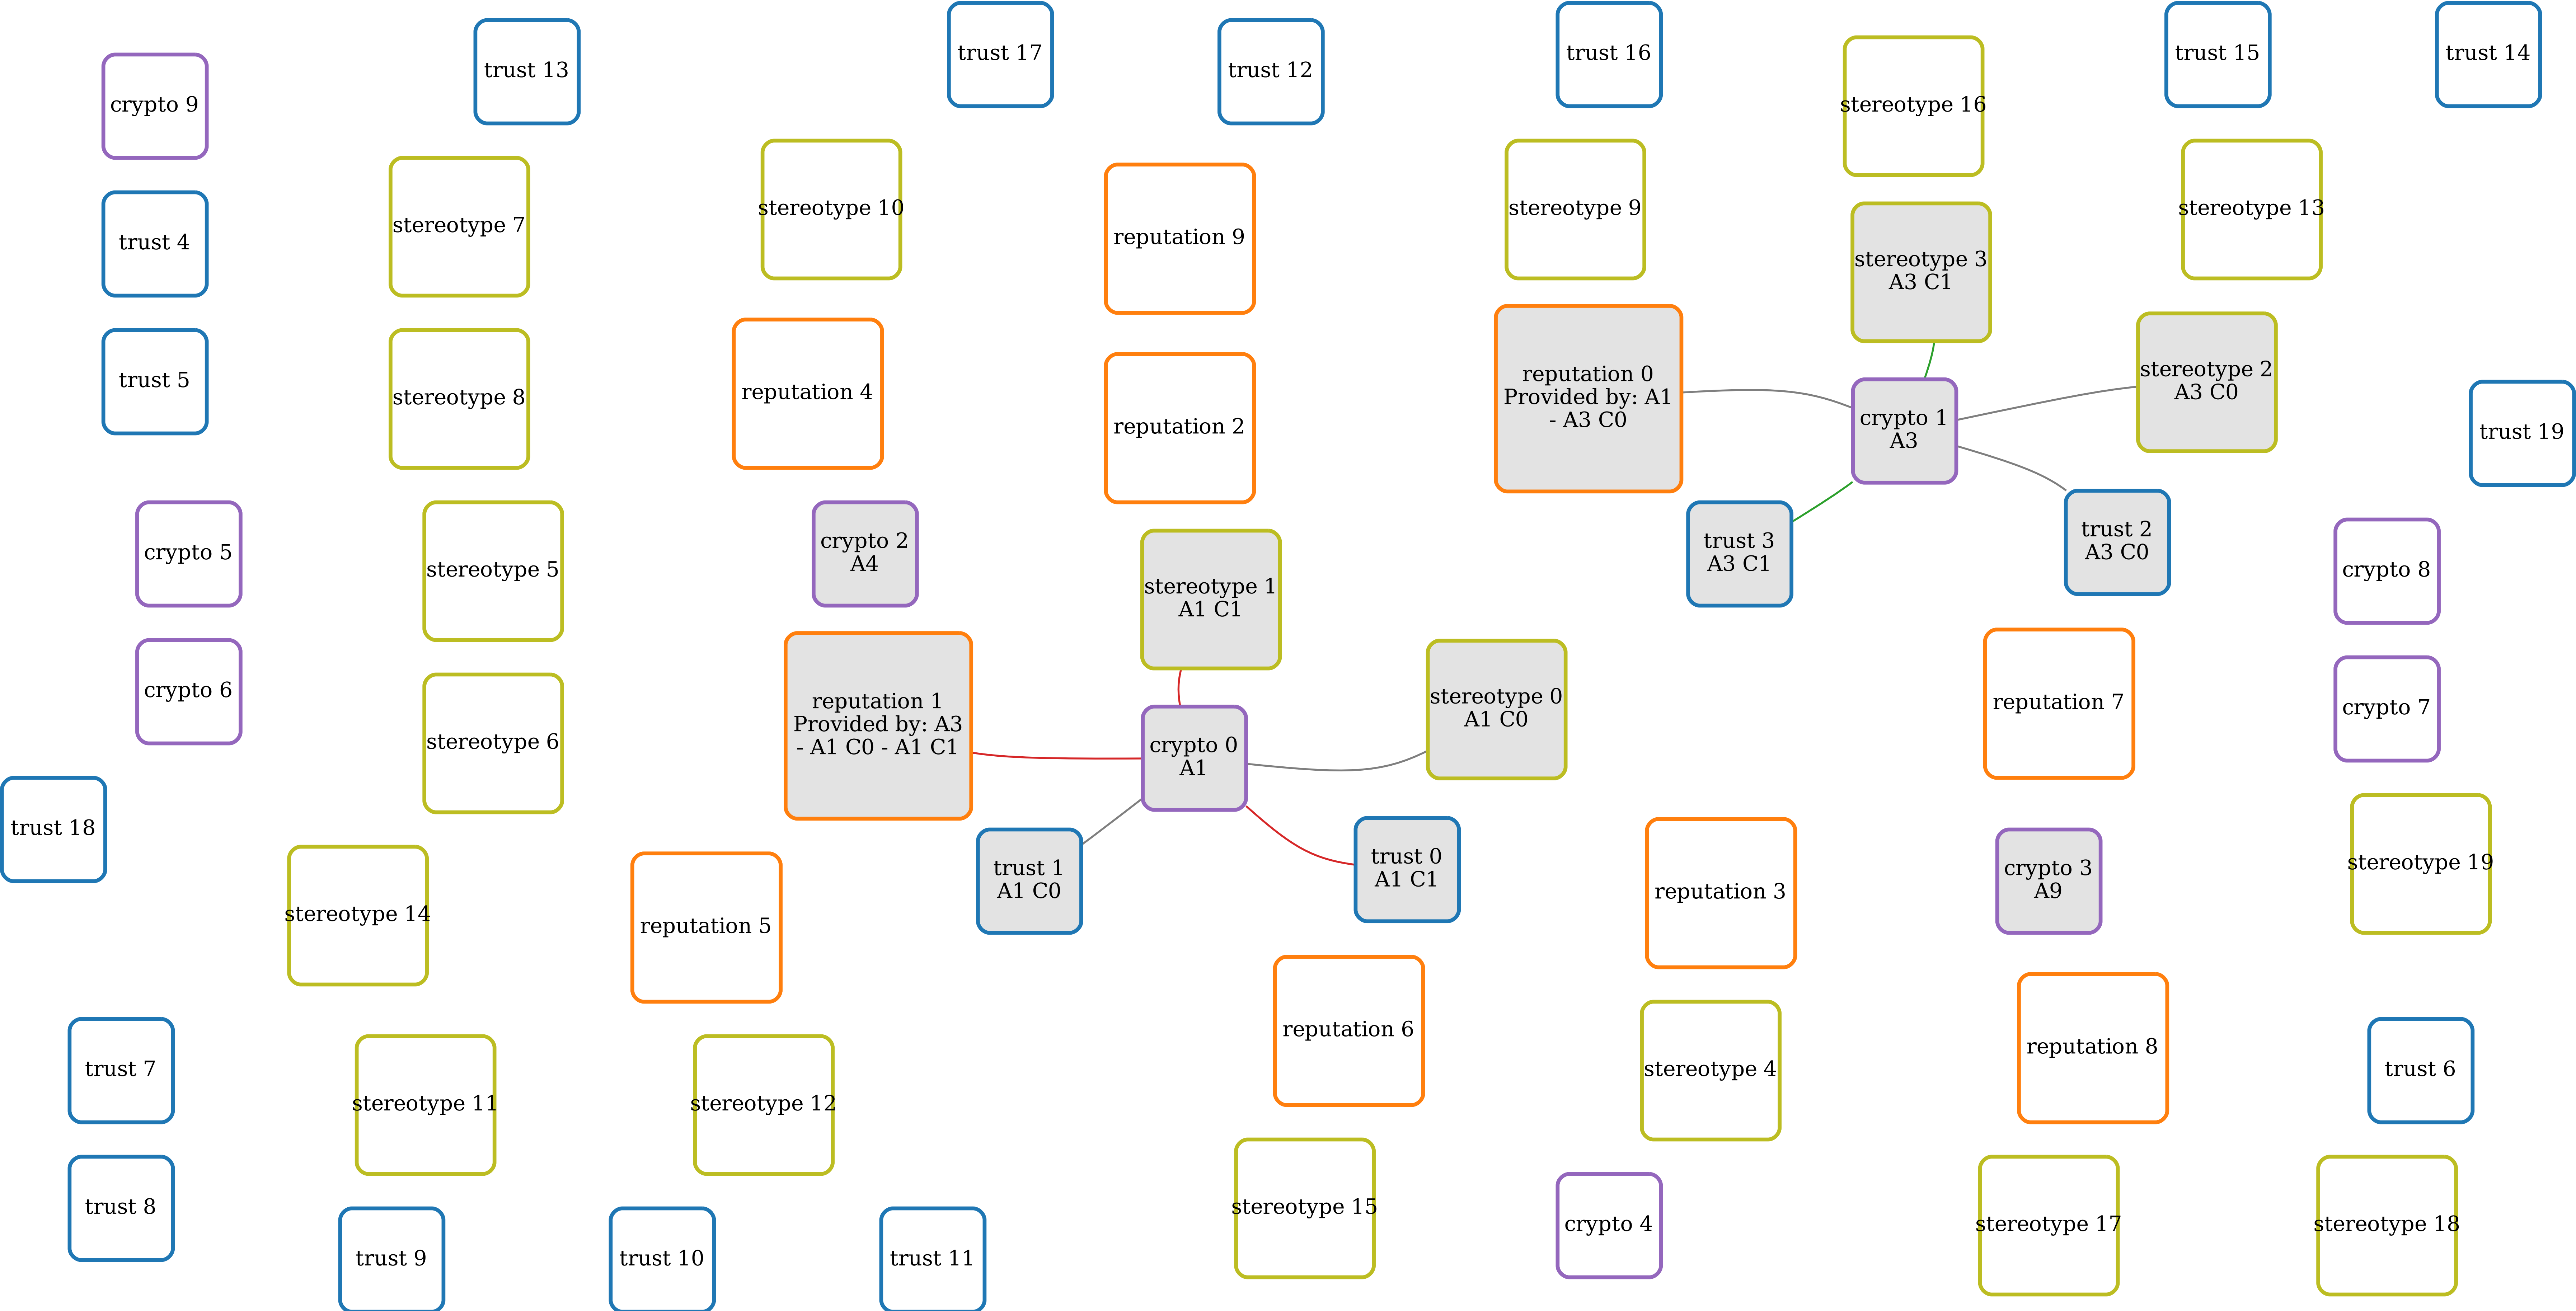 trust 17
trust 16
trust 15
trust 14
trust 13
trust 12
crypto 9
stereotype 16
stereotype 10
stereotype 9
stereotype 13
stereotype 7
reputation 9
trust 4
stereotype 3
A3 C1
trust 5
stereotype 8
reputation 4
reputation 2
reputation 0
Provided by: A1
- A3 C0
stereotype 2
A3 C0
crypto 1
A3
trust 19
crypto 5
stereotype 5
crypto 2
A4
stereotype 1
A1 C1
trust 3
A3 C1
trust 2
A3 C0
crypto 8
crypto 6
stereotype 6
reputation 1
Provided by: A3
- A1 C0 - A1 C1
crypto 0
A1
stereotype 0
A1 C0
reputation 7
crypto 7
trust 18
stereotype 14
reputation 5
trust 1
A1 C0
trust 0
A1 C1
reputation 3
crypto 3
A9
stereotype 19
trust 7
stereotype 11
stereotype 12
reputation 6
stereotype 4
reputation 8
trust 6
trust 8
trust 9
trust 10
trust 11
stereotype 15
crypto 4
stereotype 17
stereotype 18